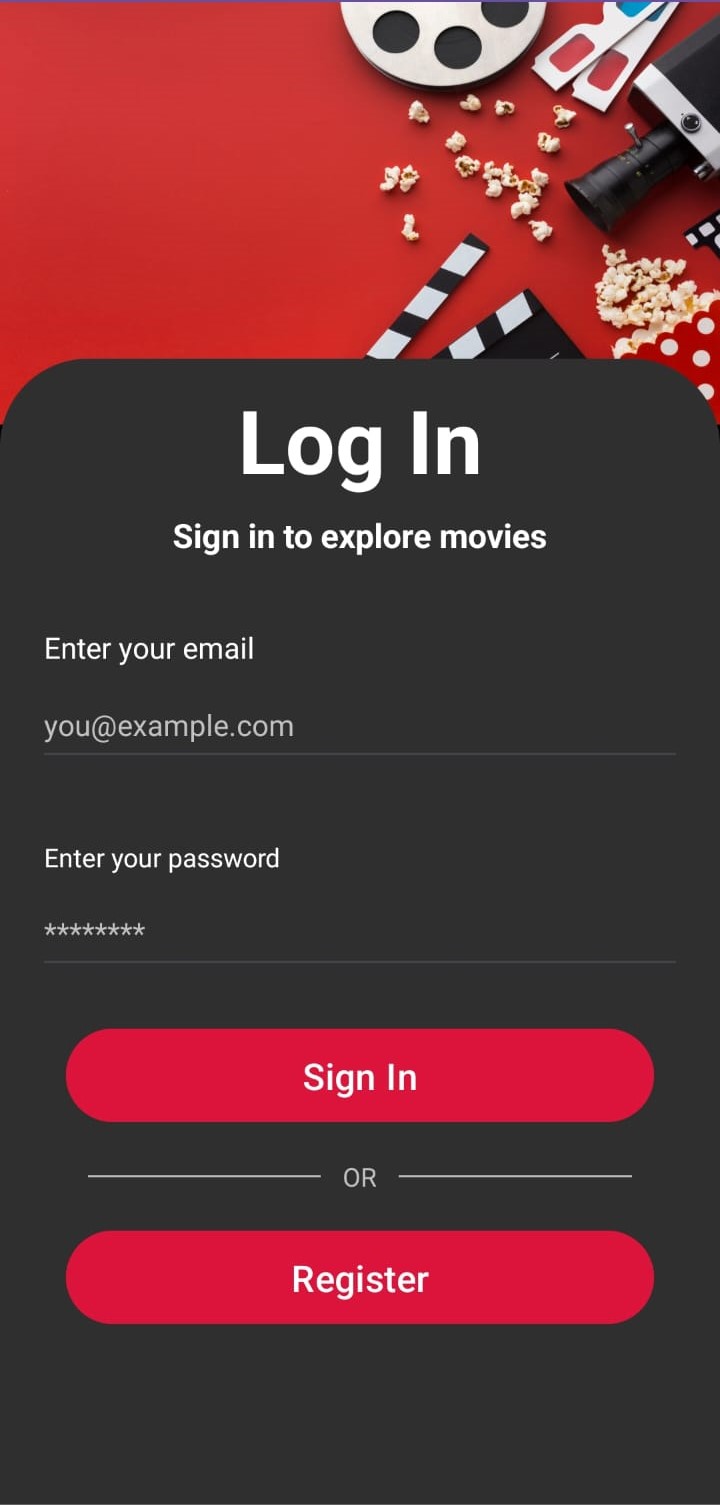 Log In
Sign in to explore movies
Enter your email
you@example.com
Enter your password
********
Sign In
OR
Register